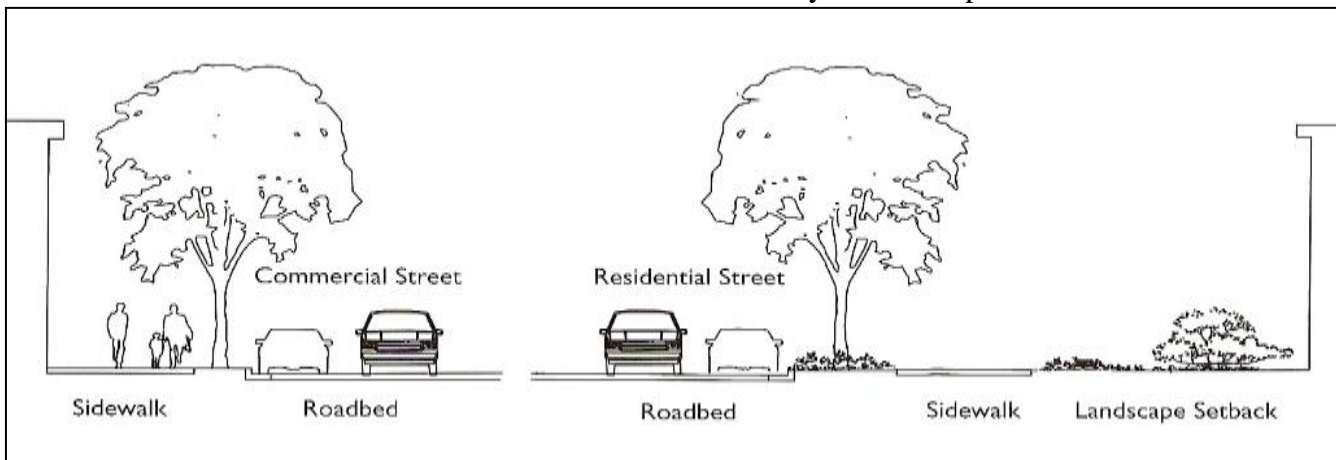 Commercial Street
Residential Street
Sidewalk
Roadbed
Roadbed
Sidewalk
Landscape Setback